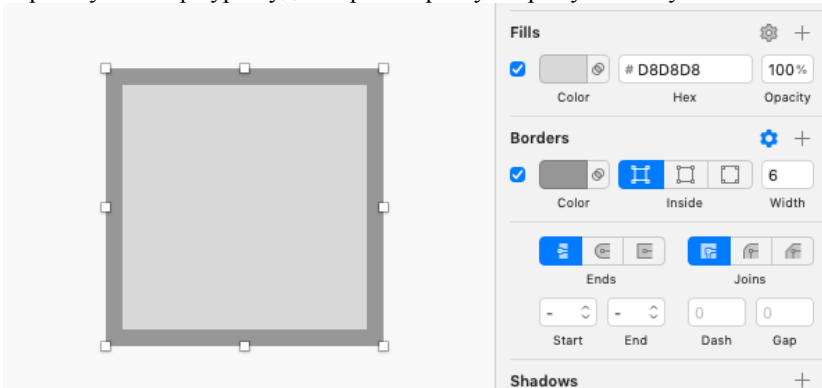 Fills
# D8D8D8
100%
Color
Hex
Opacity
Borders
6
Color
Inside
Width
Ends
Joins
-
-
0
0
Start
End
Dash
Gap
Shadows